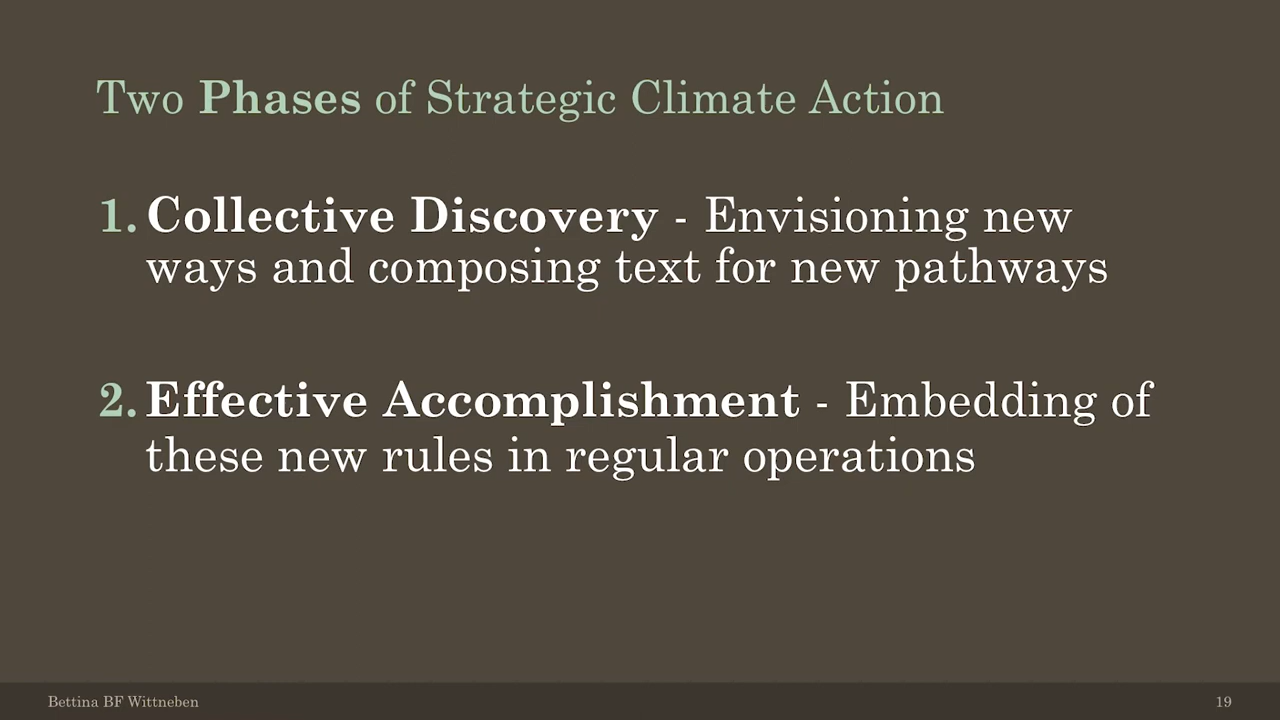 Two Phases of Strategic Climate Action
1. Collective Discovery - Envisioning new
ways and composing text for new pathways
2. Effective Accomplishment - Embedding of
these new rules in regular operations
Bettina BF Wittneben
19